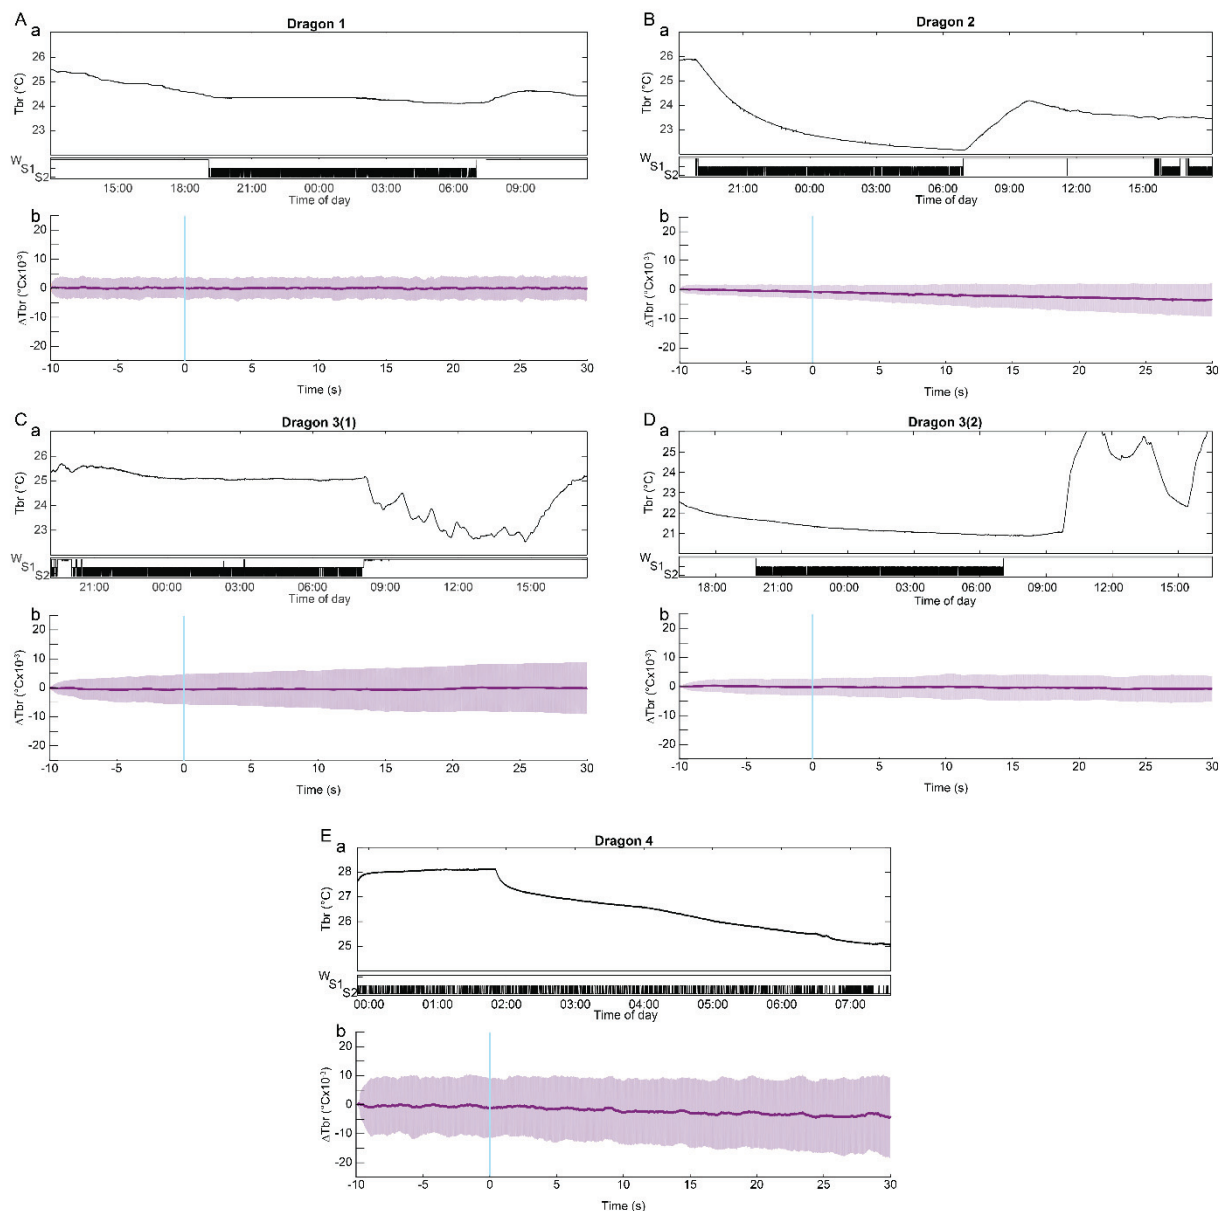 A
a
Dragon 1
26
25
24
23
Tbr (°C)
W
S1
S2
15:00 18:00 21:00 00:00 03:00 06:00 09:00
Time of day
b
20
10
0
-10
-20
ΔTbr (°Cx10⁻³)
-10 -5 0 5 10 15 20 25 30
Time (s)
B
a
Dragon 2
26
25
24
23
Tbr (°C)
W
S1
S2
21:00 00:00 03:00 06:00 09:00 12:00 15:00
Time of day
b
20
10
0
-10
-20
ΔTbr (°Cx10⁻³)
-10 -5 0 5 10 15 20 25 30
Time (s)
C
a
Dragon 3(1)
26
25
24
23
Tbr (°C)
W
S1
S2
21:00 00:00 03:00 06:00 09:00 12:00 15:00
Time of day
b
20
10
0
-10
-20
ΔTbr (°Cx10⁻³)
-10 -5 0 5 10 15 20 25 30
Time (s)
D
a
Dragon 3(2)
25
24
23
22
21
Tbr (°C)
W
S1
S2
18:00 21:00 00:00 03:00 06:00 09:00 12:00 15:00
Time of day
b
20
10
0
-10
-20
ΔTbr (°Cx10⁻³)
-10 -5 0 5 10 15 20 25 30
Time (s)
E
a
Dragon 4
28
27
26
25
Tbr (°C)
W
S1
S2
00:00 01:00 02:00 03:00 04:00 05:00 06:00 07:00
Time of day
b
20
10
0
-10
-20
ΔTbr (°Cx10⁻³)
-10 -5 0 5 10 15 20 25 30
Time (s)